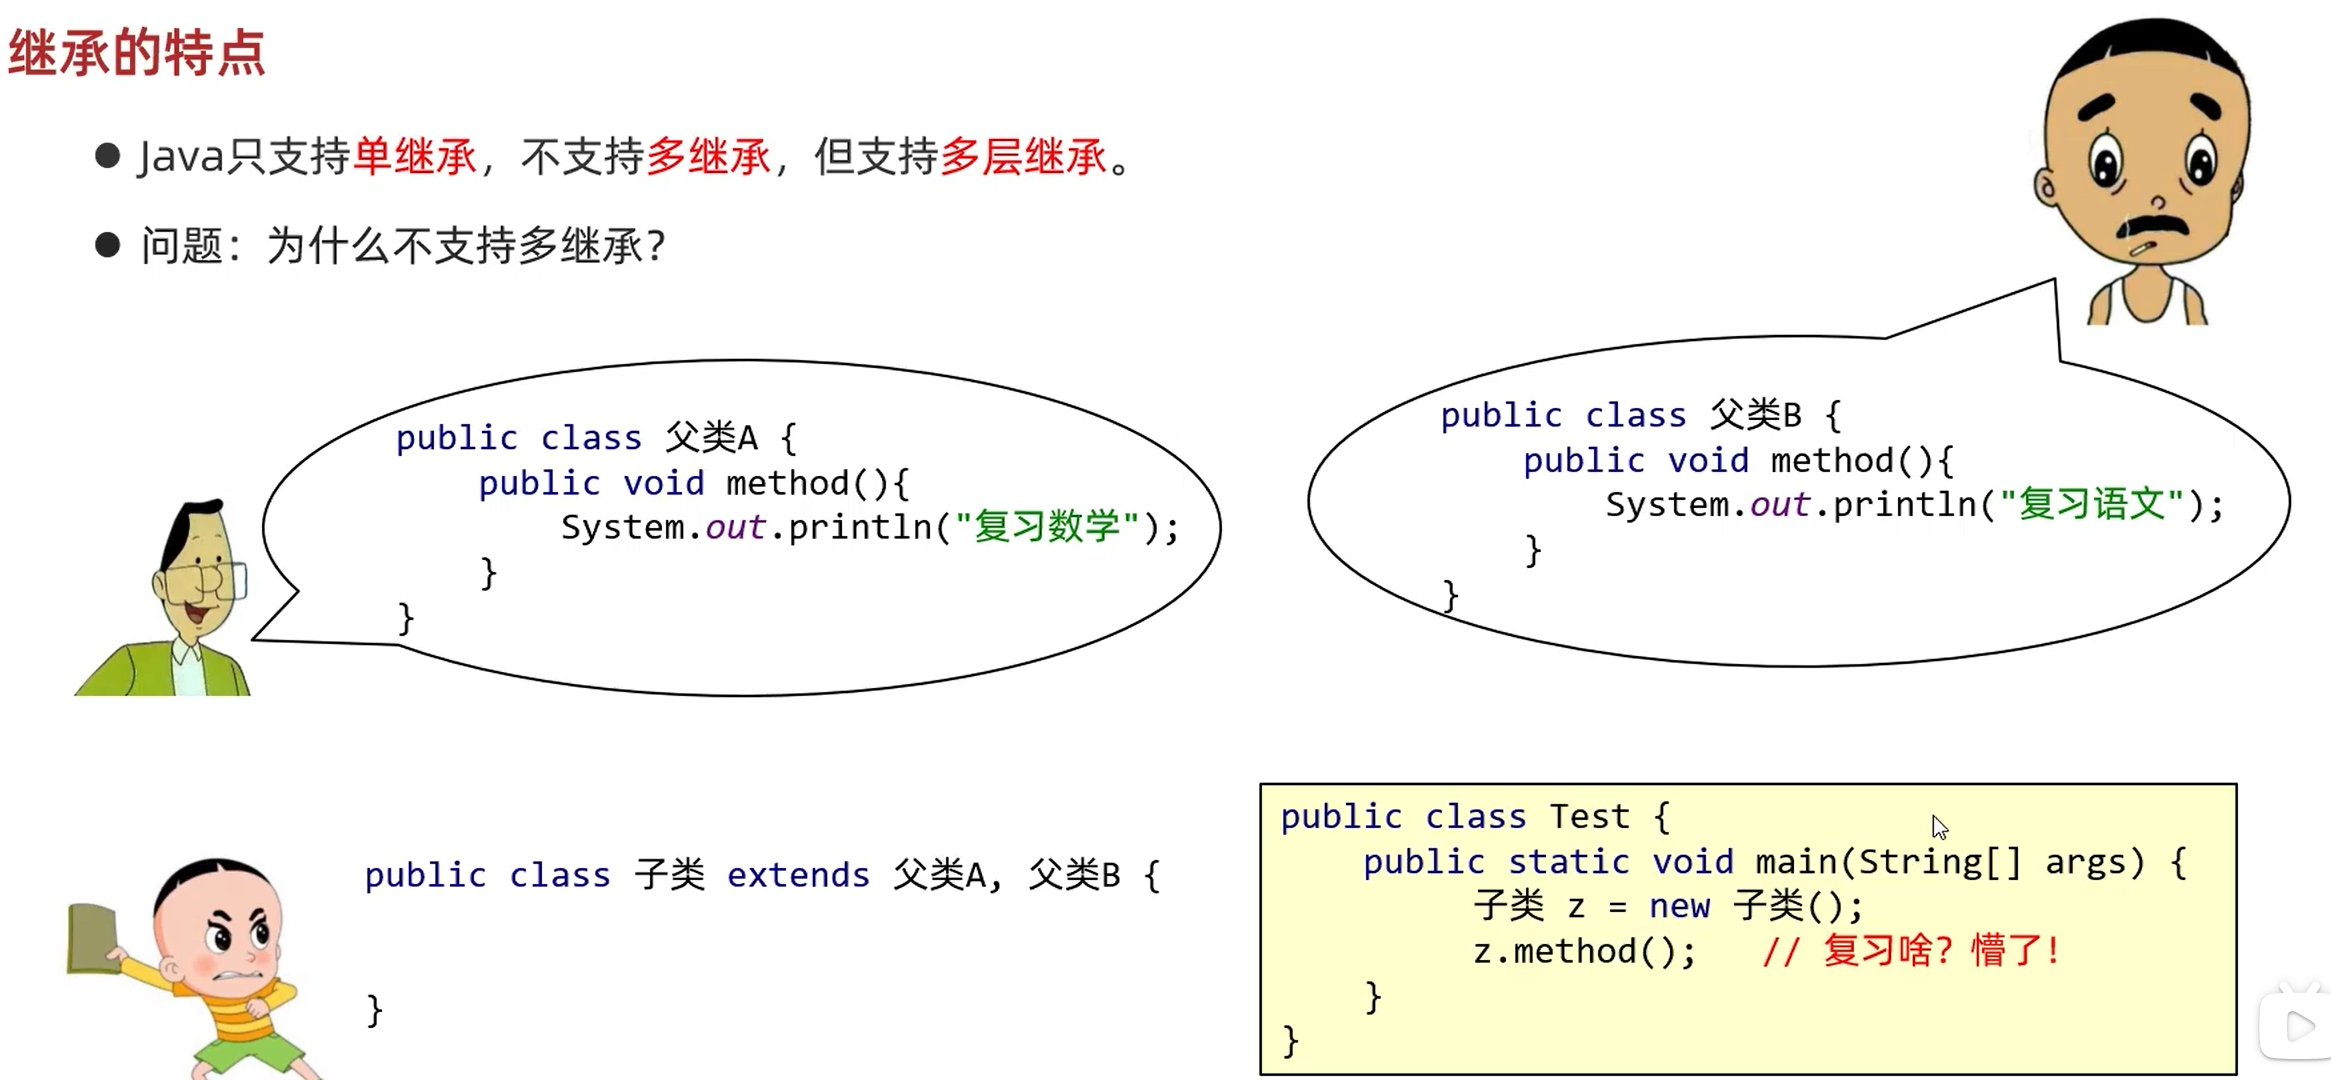 继承的特点
● Java只支持单继承，不支持多继承，但支持多层继承。
● 问题：为什么不支持多继承？
public class 父类A {
    public void method(){
        System.out.println("复习数学");
    }
}
public class 父类B {
    public void method(){
        System.out.println("复习语文");
    }
}
public class 子类 extends 父类A, 父类B {
}
public class Test {
    public static void main(String[] args) {
        子类 z = new 子类();
        z.method();   // 复习啥？懵了！
    }
}